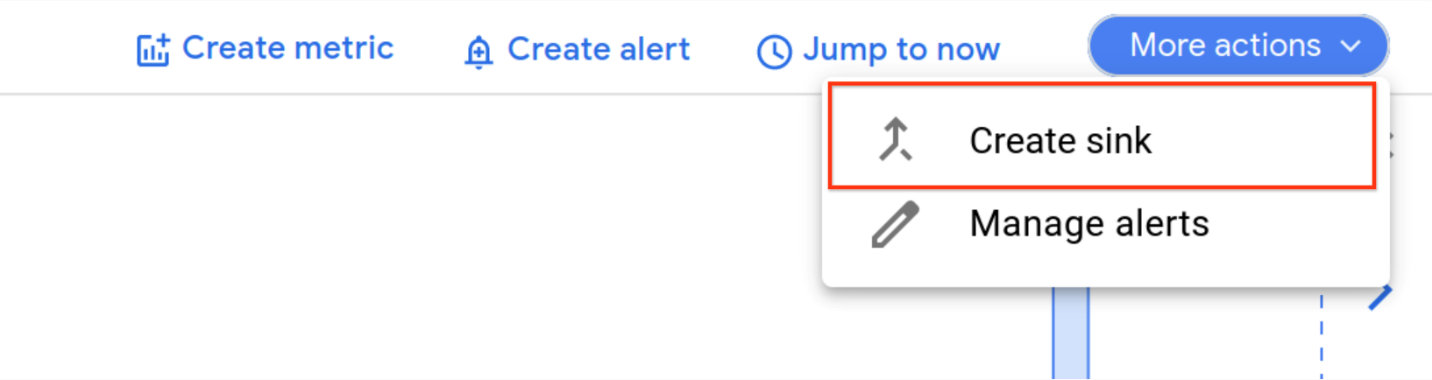 Create metric Create alert Jump to now More actions
Create sink
Manage alerts